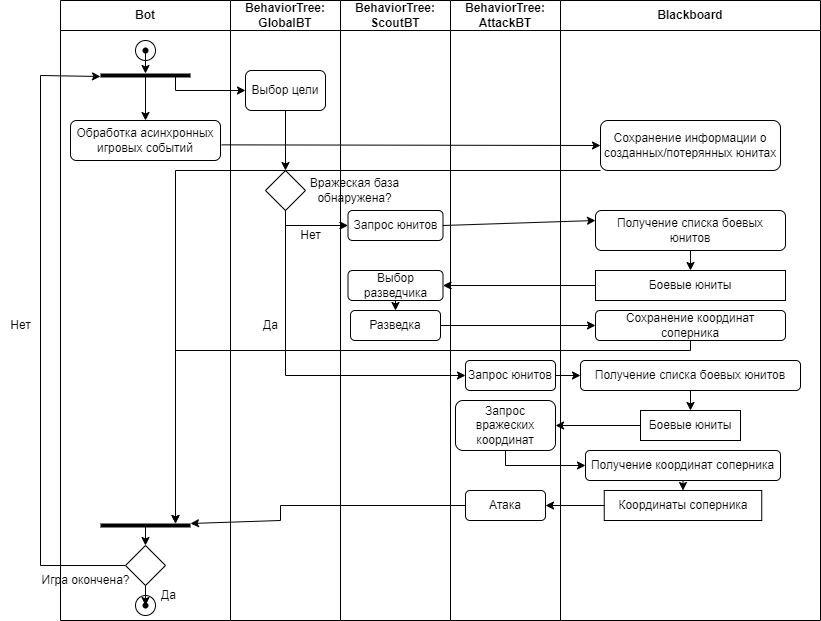 Bot
BehaviorTree:
GlobalBT
BehaviorTree:
ScoutBT
BehaviorTree:
AttackBT
Blackboard
Выбор цели
Обработка асинхронных
игровых событий
Сохранение информации о
созданных/потерянных юнитах
Вражеская база
обнаружена?
Нет
Запрос юнитов
Получение списка боевых
юнитов
Выбор
разведчика
Боевые юниты
Нет
Да
Разведка
Сохранение координат
соперника
Запрос юнитов
Получение списка боевых юнитов
Запрос
вражеских
координат
Боевые юниты
Получение координат соперника
Атака
Координаты соперника
Игра окончена?
Да